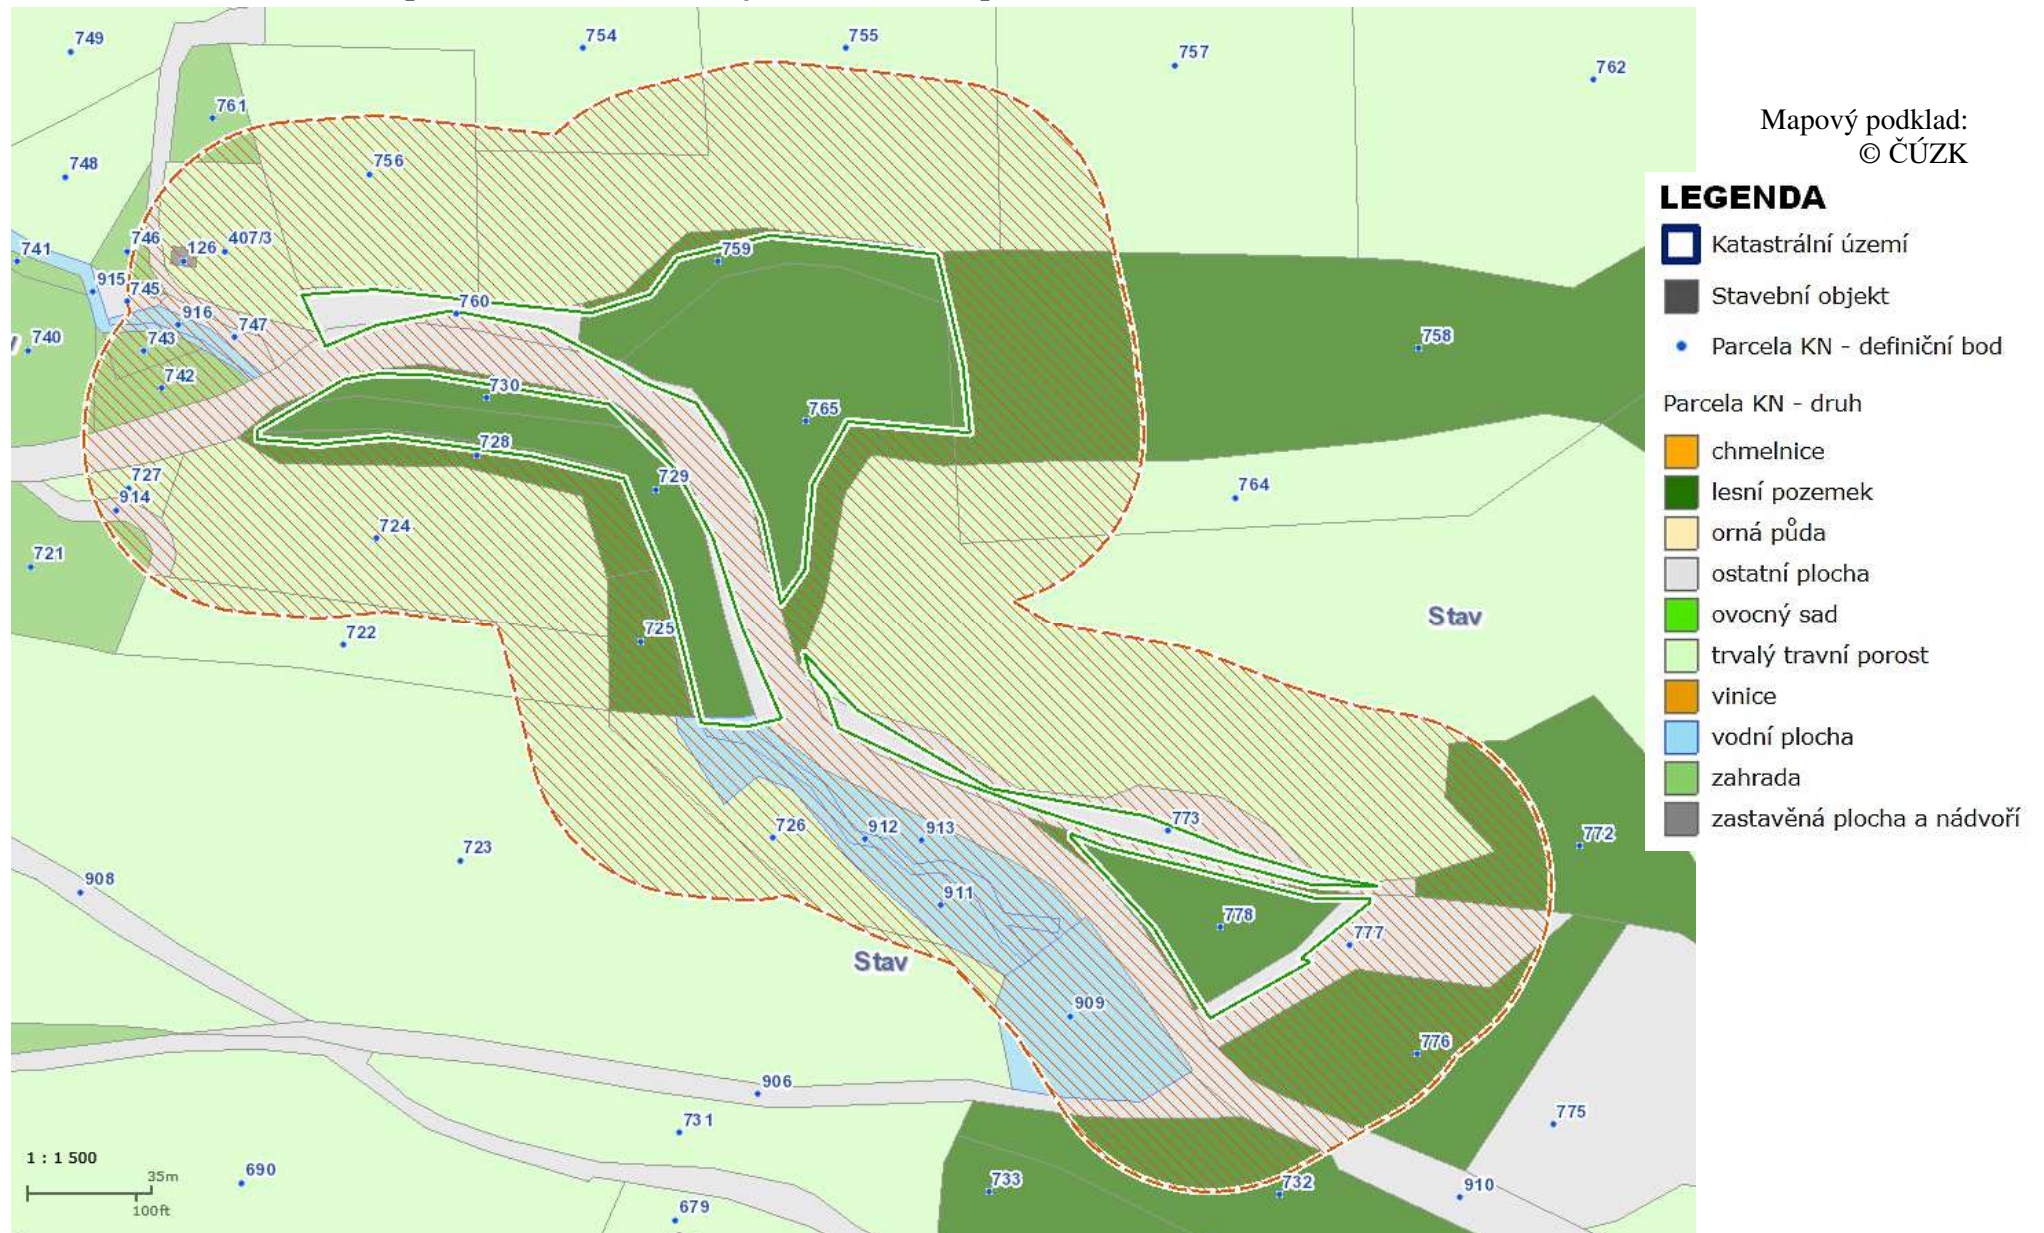 749
754
755
757
762
761
Mapový podklad:
© ČÚZK
748
756
LEGENDA
741
746
126
407/3
759
Katastrální území
915
745
760
Stavební objekt
916
747
740
743
758
Parcela KN - definiční bod
742
730
765
Parcela KN - druh
728
chmelnice
727
729
764
914
lesní pozemek
724
orná půda
721
ostatní plocha
722
725
Stav
ovocný sad
trvalý travní porost
vinice
vodní plocha
zahrada
726
912
913
773
zastavěná plocha a nádvoří
723
772
908
911
778
777
Stav
909
776
906
731
775
1 : 1 500
690
35m
733
732
910
100ft
679